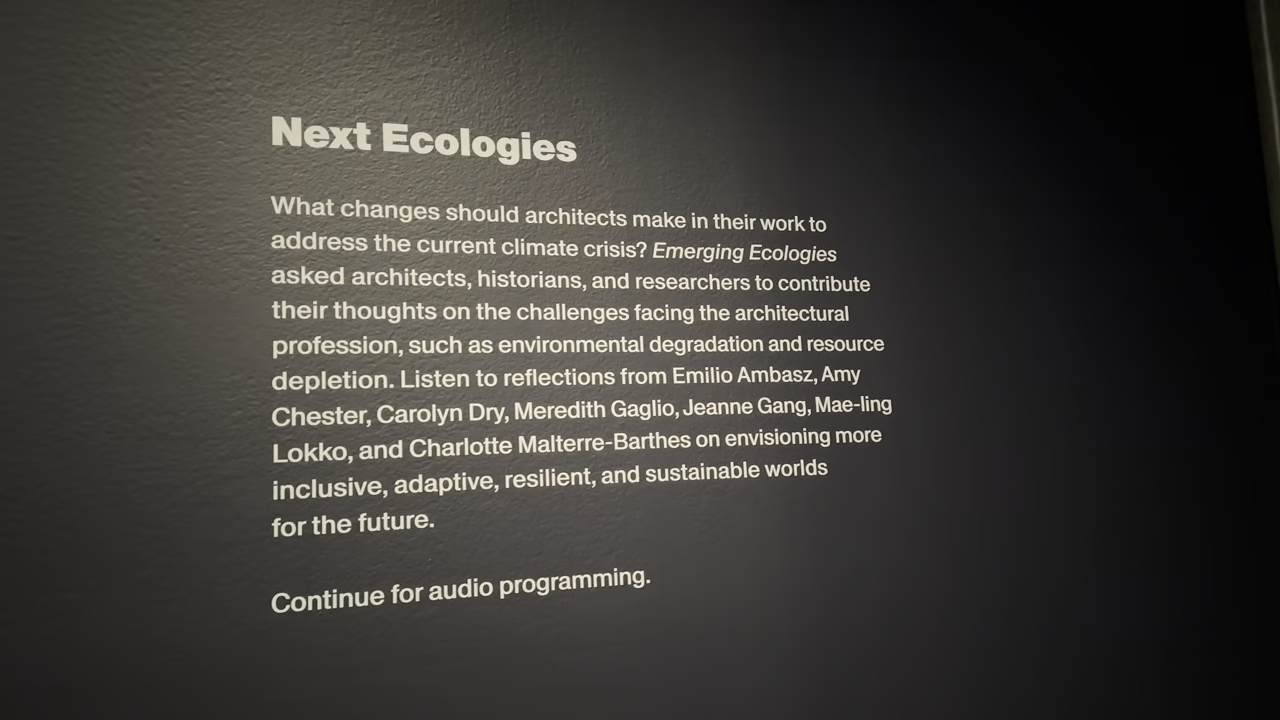 Next Ecologies
What changes should architects make in their work to
address the current climate crisis? Emerging Ecologies
asked architects, historians, and researchers to contribute
their thoughts on the challenges facing the architectural
profession, such as environmental degradation and resource
depletion. Listen to reflections from Emilio Ambasz, Amy
Chester, Carolyn Dry, Meredith Gaglio, Jeanne Gang, Mae-ling
Lokko, and Charlotte Malterre-Barthes on envisioning more
inclusive, adaptive, resilient, and sustainable worlds
for the future.
Continue for audio programming.